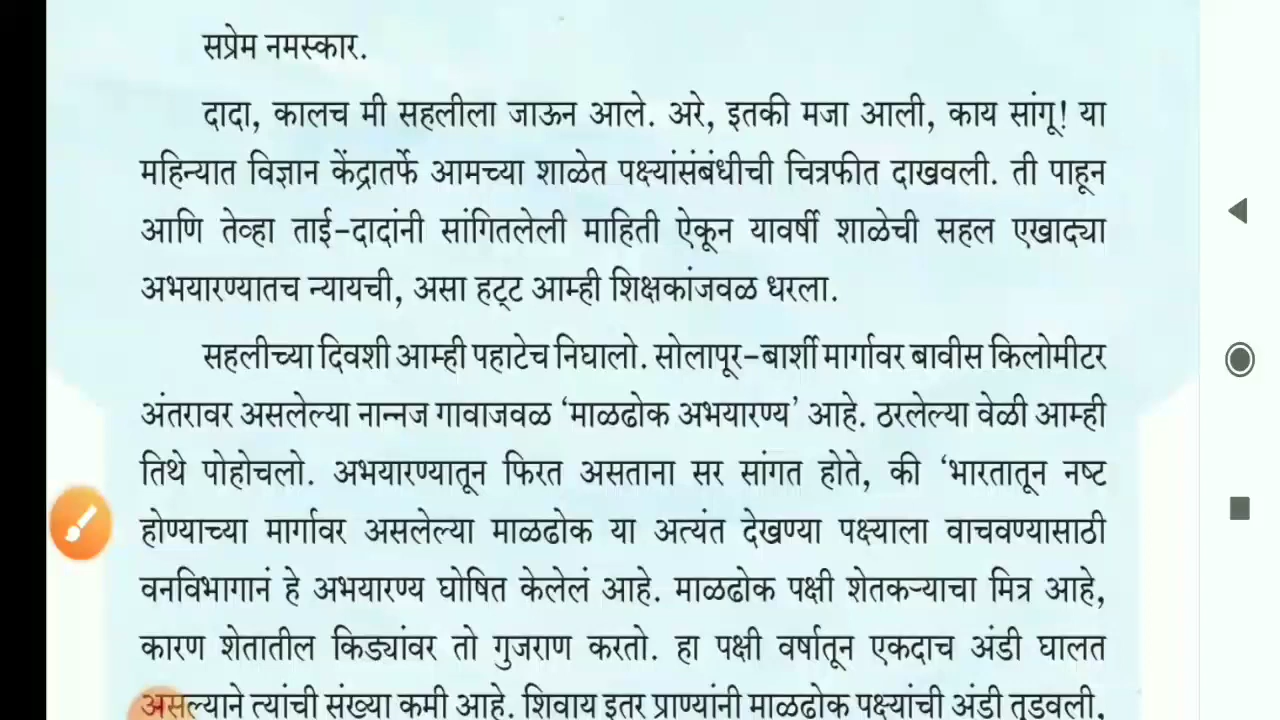 सप्रेम नमस्कार.
दादा, कालच मी सहलीला जाऊन आले. अरे, इतकी मजा आली, काय सांगू! या
महिन्यात विज्ञान केंद्रातर्फे आमच्या शाळेत पक्ष्यांसंबंधीची चित्रफीत दाखवली. ती पाहून
आणि तेव्हा ताई-दादांनी सांगितलेली माहिती ऐकून यावर्षी शाळेची सहल एखाद्या
अभयारण्यातच न्यायची, असा हट्ट आम्ही शिक्षकांजवळ धरला.
सहलीच्या दिवशी आम्ही पहाटेच निघालो. सोलापूर-बार्शी मार्गावर बावीस किलोमीटर
अंतरावर असलेल्या नान्नज गावाजवळ ‘माळढोक अभयारण्य’ आहे. ठरलेल्या वेळी आम्ही
तिथे पोहोचलो. अभयारण्यातून फिरत असताना सर सांगत होते, की ‘भारतातून नष्ट
होण्याच्या मार्गावर असलेल्या माळढोक या अत्यंत देखण्या पक्ष्याला वाचवण्यासाठी
वनविभागानं हे अभयारण्य घोषित केलेलं आहे. माळढोक पक्षी शेतकऱ्याचा मित्र आहे,
कारण शेतातील किड्यांवर तो गुजराण करतो. हा पक्षी वर्षातून एकदाच अंडी घालत
असल्याने त्यांची संख्या कमी आहे. शिवाय इतर प्राण्यांनी माळढोक पक्ष्यांची अंडी तुडवली,